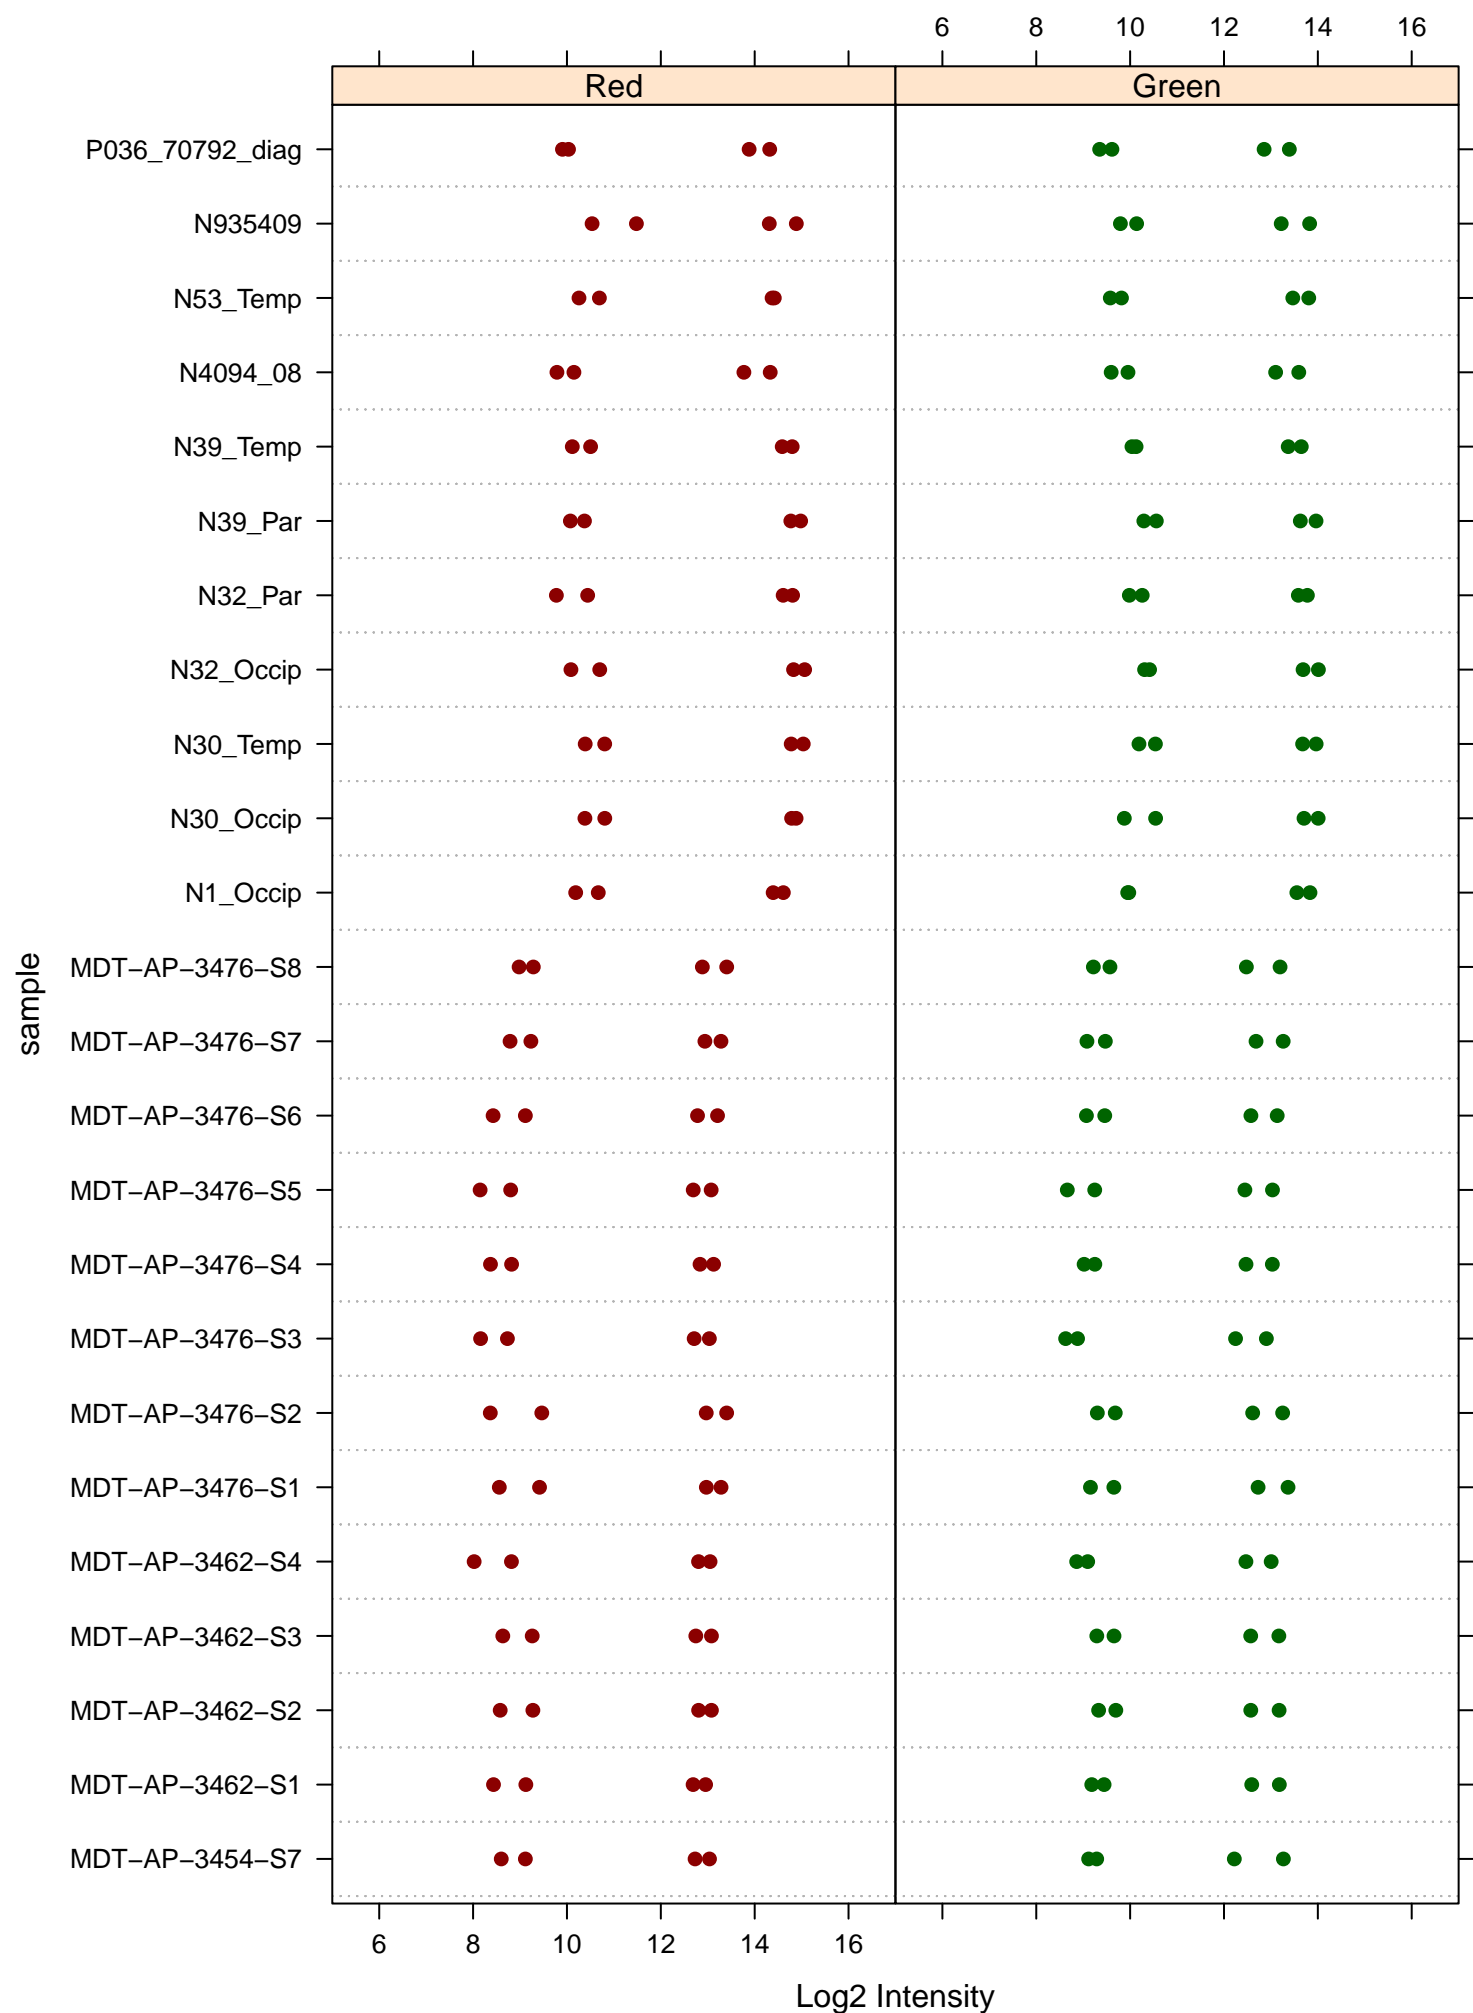 6 8 10 12 14 16
Red Green
P036_70792_diag
N935409
N53_Temp
N4094_08
N39_Temp
N39_Par
N32_Par
N32_Occip
N30_Temp
N30_Occip
N1_Occip
MDT−AP−3476−S8
MDT−AP−3476−S7
MDT−AP−3476−S6
MDT−AP−3476−S5
MDT−AP−3476−S4
MDT−AP−3476−S3
MDT−AP−3476−S2
MDT−AP−3476−S1
MDT−AP−3462−S4
MDT−AP−3462−S3
MDT−AP−3462−S2
MDT−AP−3462−S1
MDT−AP−3454−S7
sample
6 8 10 12 14 16
Log2 Intensity